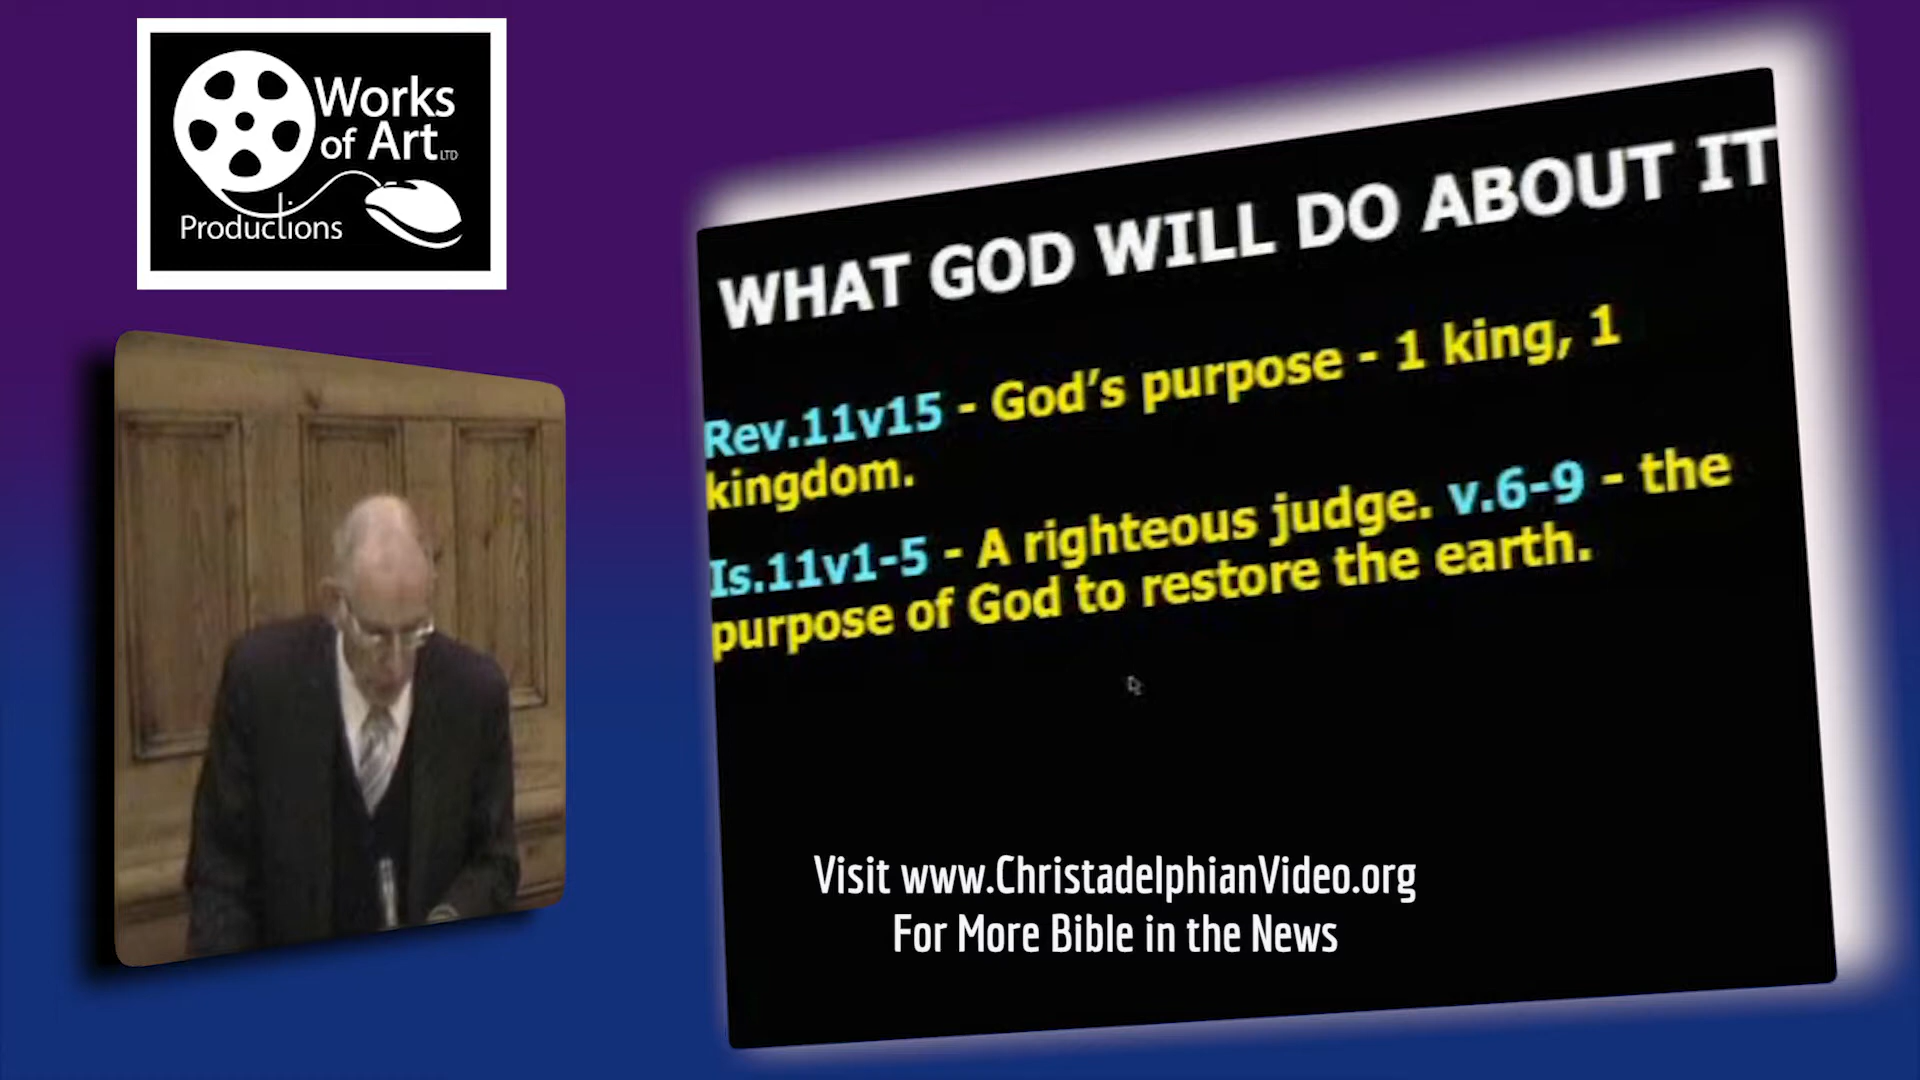 Works
of Art LTD
Productions
WHAT GOD WILL DO ABOUT IT
Rev.11v15 - God's purpose - 1 king, 1
kingdom.
Is.11v1-5 - A righteous judge. v.6-9 - the
purpose of God to restore the earth.
Visit www.ChristadelphianVideo.org
For More Bible in the News